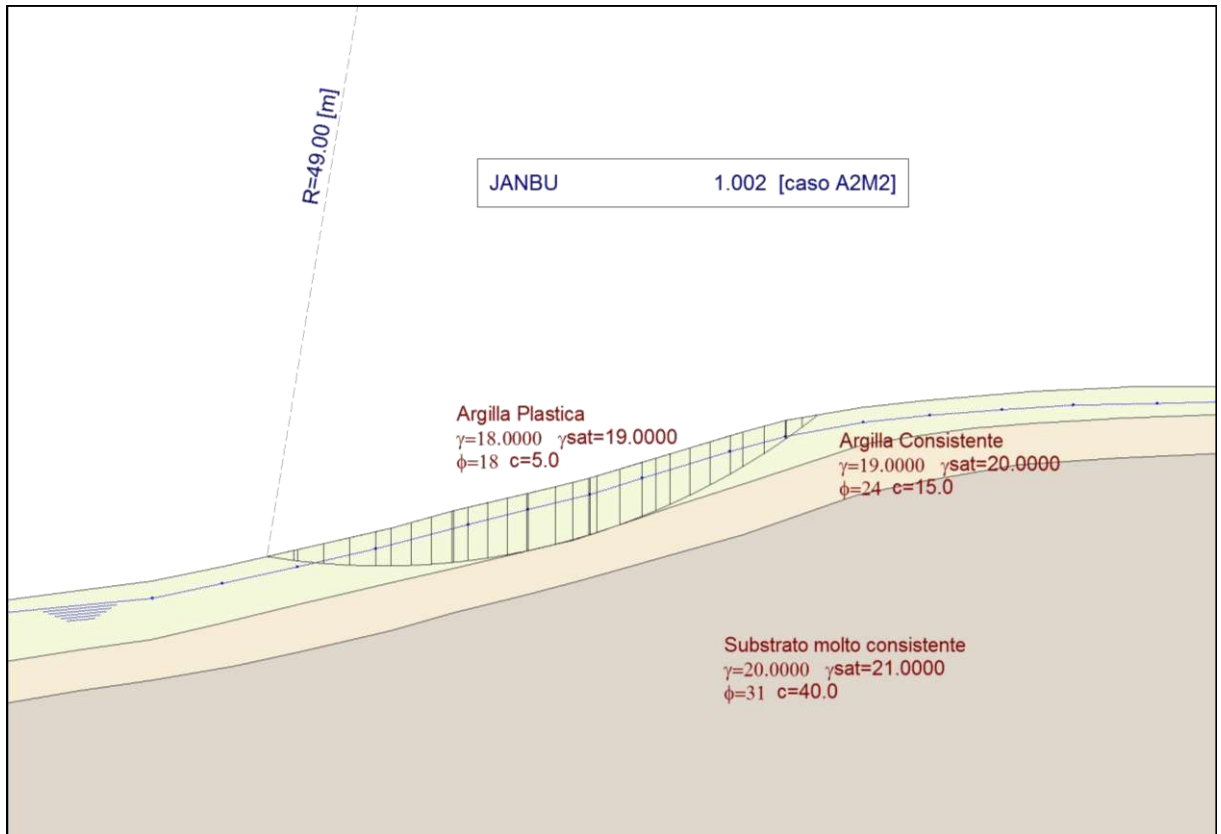 R=49.00 [m]
JANBU 1.002 [caso A2M2]
Argilla Plastica
γ=18.0000 γsat=19.0000
ϕ=18 c=5.0
Argilla Consistente
γ=19.0000 γsat=20.0000
ϕ=24 c=15.0
Substrato molto consistente
γ=20.0000 γsat=21.0000
ϕ=31 c=40.0